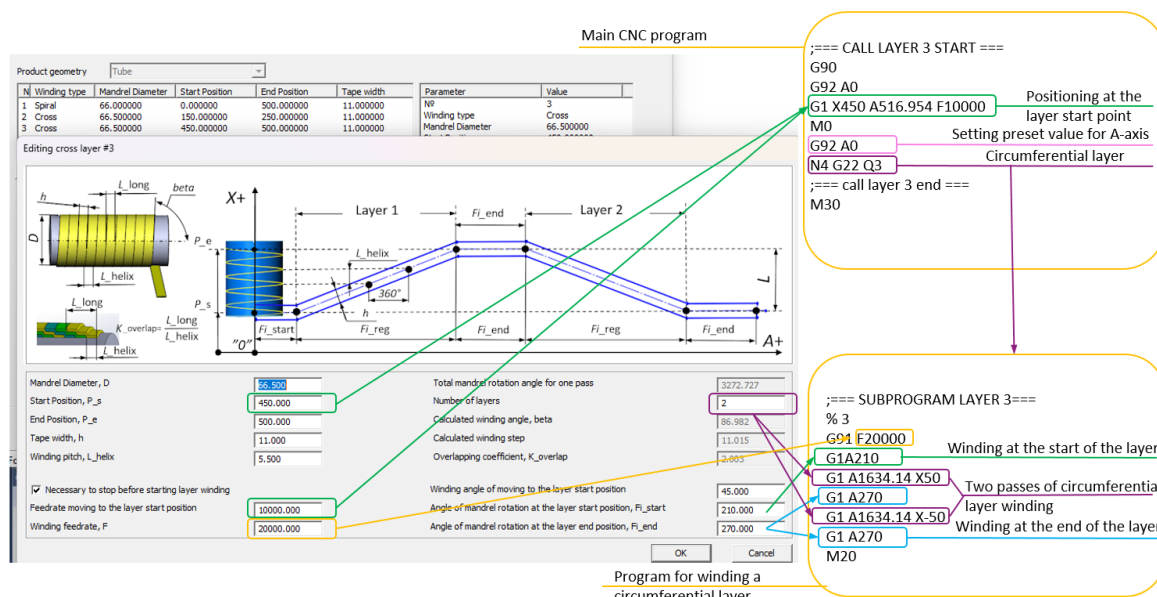 Main CNC program
;=== CALL LAYER 3 START ===
G90
G92 A0
G1 X450 A516.954 F10000
M0
G92 A0
N4 G22 Q3
;=== call layer 3 end ===
M30
Positioning at the
layer start point
Setting preset value for A-axis
Circumferential layer
Product geometry Tube
N Winding type Mandrel Diameter Start Position End Position Tape width
1 Spiral 66.000000 0.000000 500.000000 11.000000
2 Cross 66.500000 150.000000 250.000000 11.000000
3 Cross 66.500000 450.000000 500.000000 11.000000
Parameter Value
№ 3
Winding type Cross
Mandrel Diameter 66.500000
Editing cross layer #3
L_long
h
beta
D
L_helix
L_long
K_overlap= L_long
L_helix
L_helix
X+
P_e
P_s
"0"
Layer 1
Fi_end
Layer 2
L_helix
360°
h
L
Fi_start
Fi_reg
Fi_end
Fi_reg
Fi_end
A+
Mandrel Diameter, D 66.500
Start Position, P_s 450.000
End Position, P_e 500.000
Tape width, h 11.000
Winding pitch, L_helix 5.500
Necessary to stop before starting layer winding
Feedrate moving to the layer start position 10000.000
Winding feedrate, F 20000.000
Total mandrel rotation angle for one pass 3272.727
Number of layers 2
Calculated winding angle, beta 86.982
Calculated winding step 11.015
Overlapping coefficient, K_overlap 2.003
Winding angle of moving to the layer start position 45.000
Angle of mandrel rotation at the layer start position, Fi_start 210.000
Angle of mandrel rotation at the layer end position, Fi_end 270.000
OK
Cancel
;=== SUBPROGRAM LAYER 3===
% 3
G91 F20000
G1A210
G1 A1634.14 X50
G1 A270
G1 A1634.14 X-50
G1 A270
M20
Winding at the start of the layer
Two passes of circumferentia
layer winding
Winding at the end of the layer
Program for winding a
circumferential layer